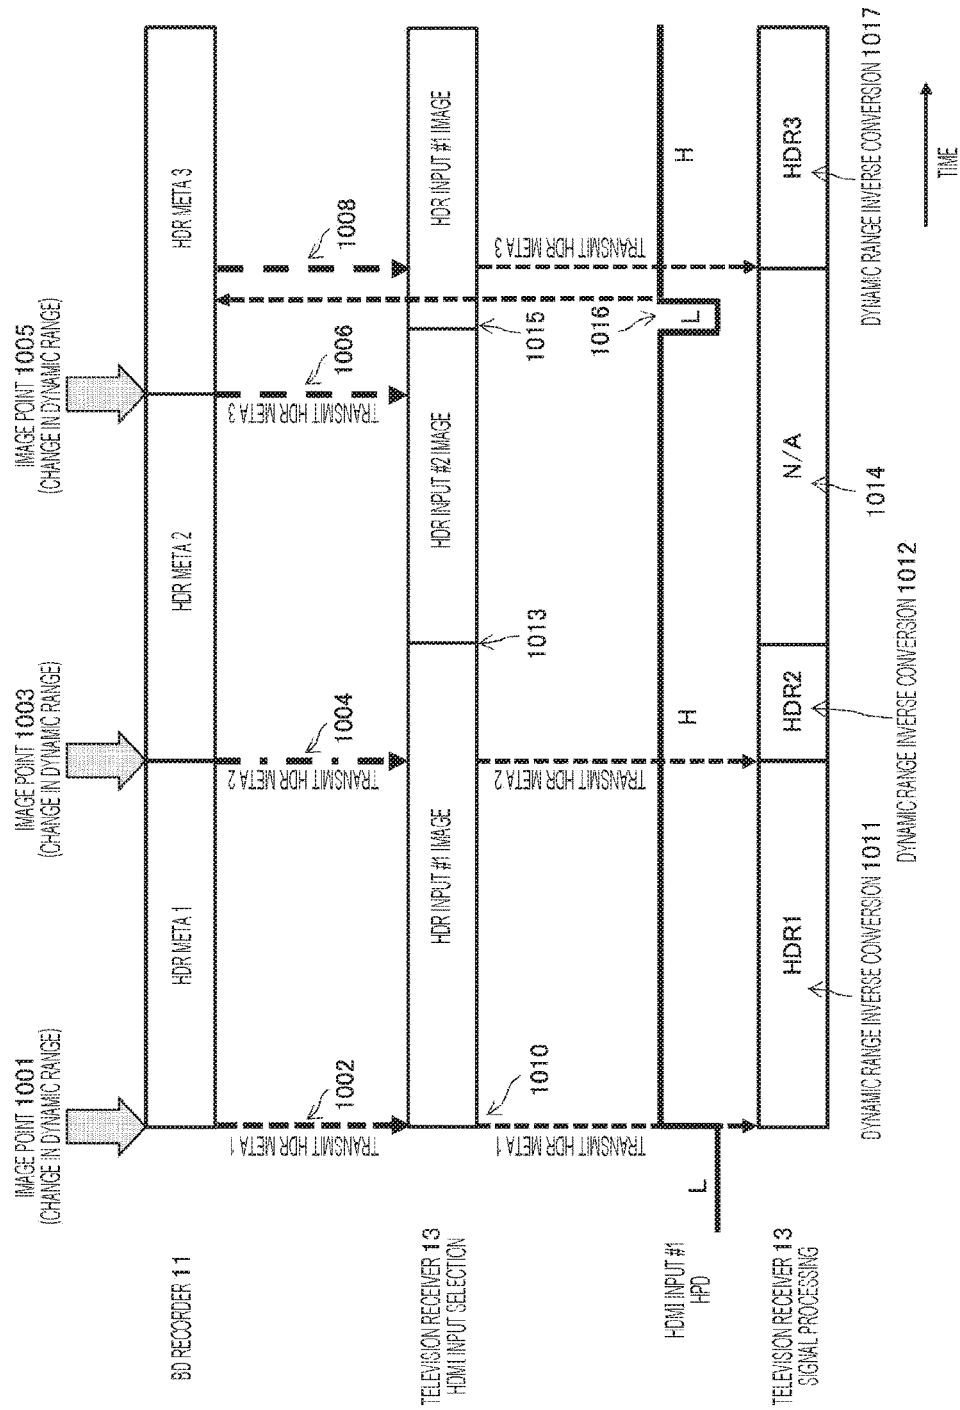 IMAGE POINT 1001
(CHANGE IN DYNAMIC RANGE)
IMAGE POINT 1003
(CHANGE IN DYNAMIC RANGE)
IMAGE POINT 1005
(CHANGE IN DYNAMIC RANGE)
BD RECORDER 11
HDR META 1
HDR META 2
HDR META 3
TRANSMIT HDR META 1
1002
TRANSMIT HDR META 2
1004
TRANSMIT HDR META 3
1006
1008
TELEVISION RECEIVER 13
HDMI INPUT SELECTION
HDR INPUT #1 IMAGE
HDR INPUT #2 IMAGE
HDR INPUT #1 IMAGE
TRANSMIT HDR META 1
1010
TRANSMIT HDR META 2
1013
1015
1016
TRANSMIT HDR META 3
HDMI INPUT #1
HPD
L
H
L
H
TELEVISION RECEIVER 13
SIGNAL PROCESSING
HDR1
HDR2
N/A
HDR3
DYNAMIC RANGE INVERSE CONVERSION 1011
DYNAMIC RANGE INVERSE CONVERSION 1012
1014
DYNAMIC RANGE INVERSE CONVERSION 1017
TIME